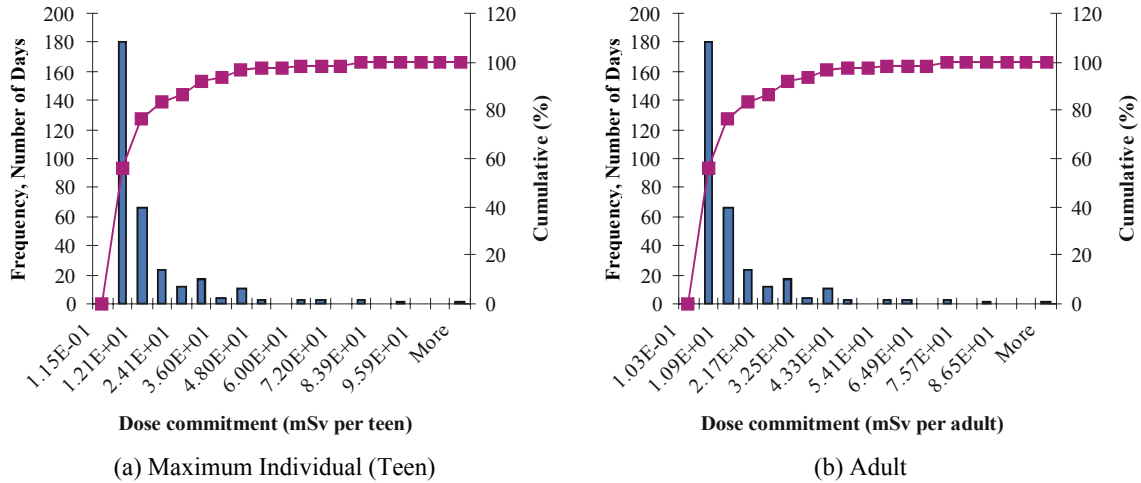 200
180
160
140
120
100
80
60
40
20
0
Frequency, Number of Days
120
100
80
60
40
20
0
Cumulative (%)
1.15E-01
1.21E+01
2.41E+01
3.60E+01
4.80E+01
6.00E+01
7.20E+01
8.39E+01
9.59E+01
More
Dose commitment (mSv per teen)
(a) Maximum Individual (Teen)
200
180
160
140
120
100
80
60
40
20
0
Frequency, Number of Days
120
100
80
60
40
20
0
Cumulative (%)
1.03E-01
1.09E+01
2.17E+01
3.25E+01
4.33E+01
5.41E+01
6.49E+01
7.57E+01
8.65E+01
More
Dose commitment (mSv per adult)
(b) Adult